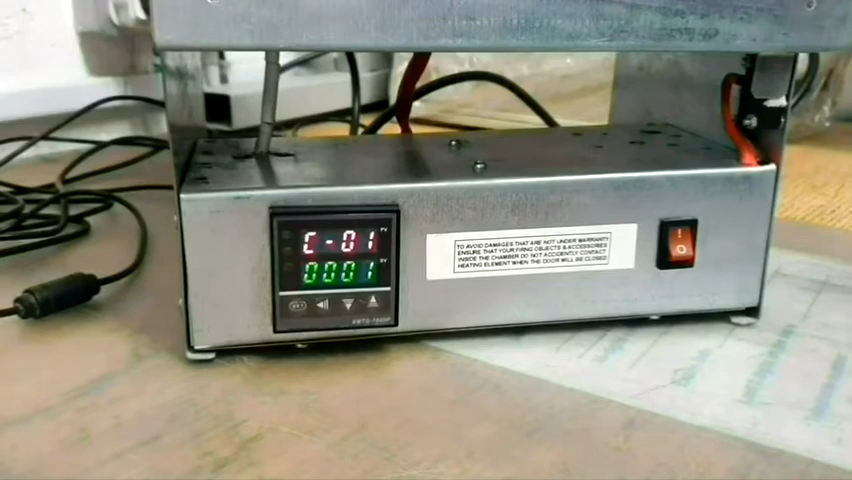 C-01
PV
0001
SV
SET
TO AVOID DAMAGES THAT ARE NOT UNDER WARRANTY
ENSURE THAT YOUR FIRING OBJECTS & ACCESSORIES
INSIDE THE CHAMBER DO NOT ACCIDENTLY CONTACT
HEATING ELEMENT WHEN THE DOOR WILL BE CLOSED.